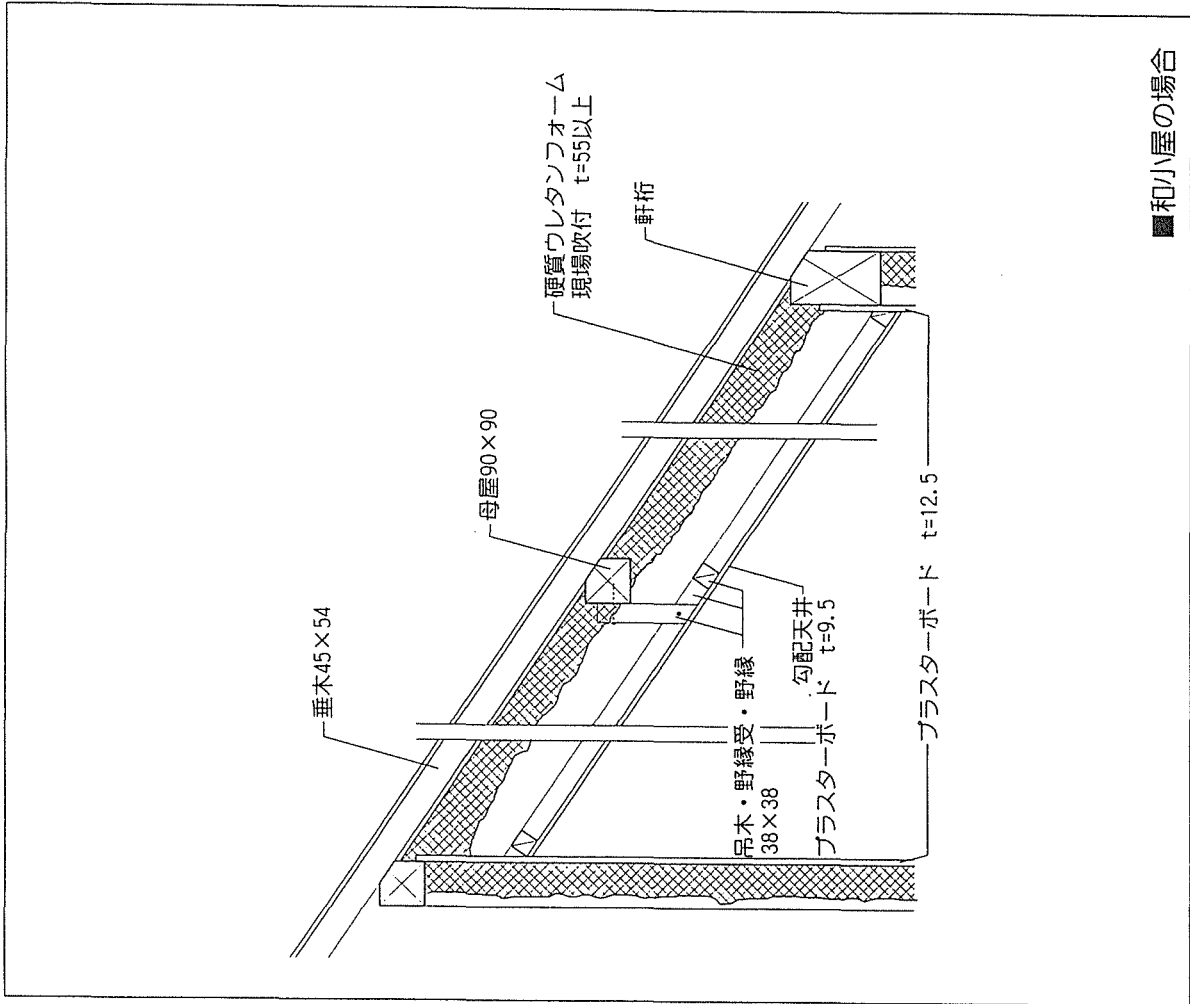 ■和小屋の場合
垂木45×54
母屋90×90
硬質ウレタンフォーム
現場吹付 t=55以上
軒桁
吊木・野縁受・野縁
38×38
勾配天井
プラスターボード t=9.5
プラスターボード t=12.5